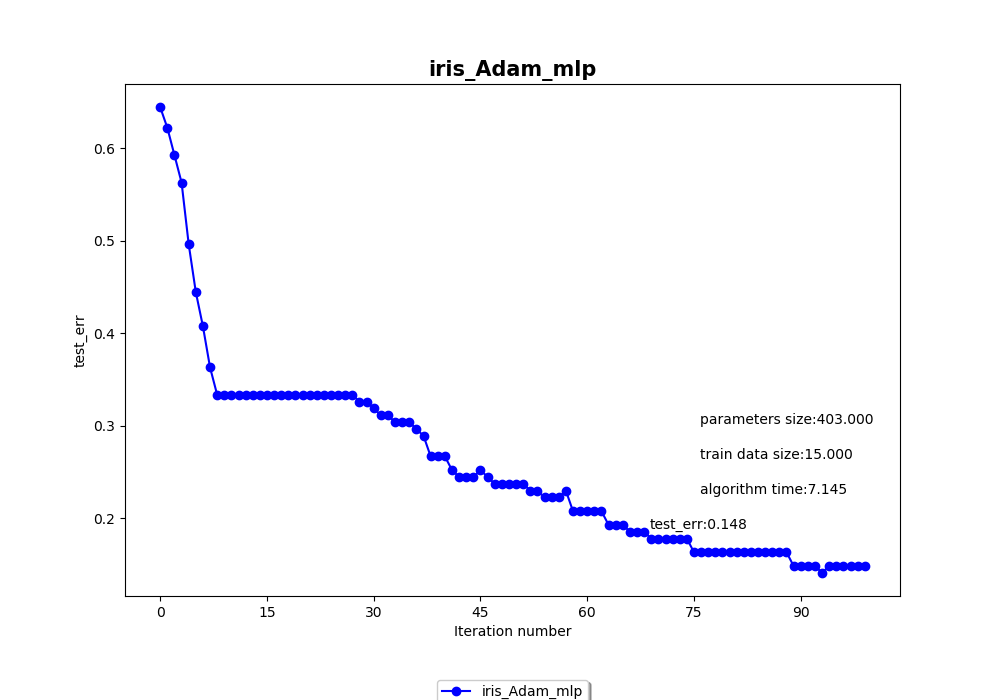 iris_Adam_mlp
test_err
0.6
0.5
0.4
0.3
0.2
parameters size:403.000
train data size:15.000
algorithm time:7.145
test_err:0.148
0 15 30 45 60 75 90
Iteration number
iris_Adam_mlp